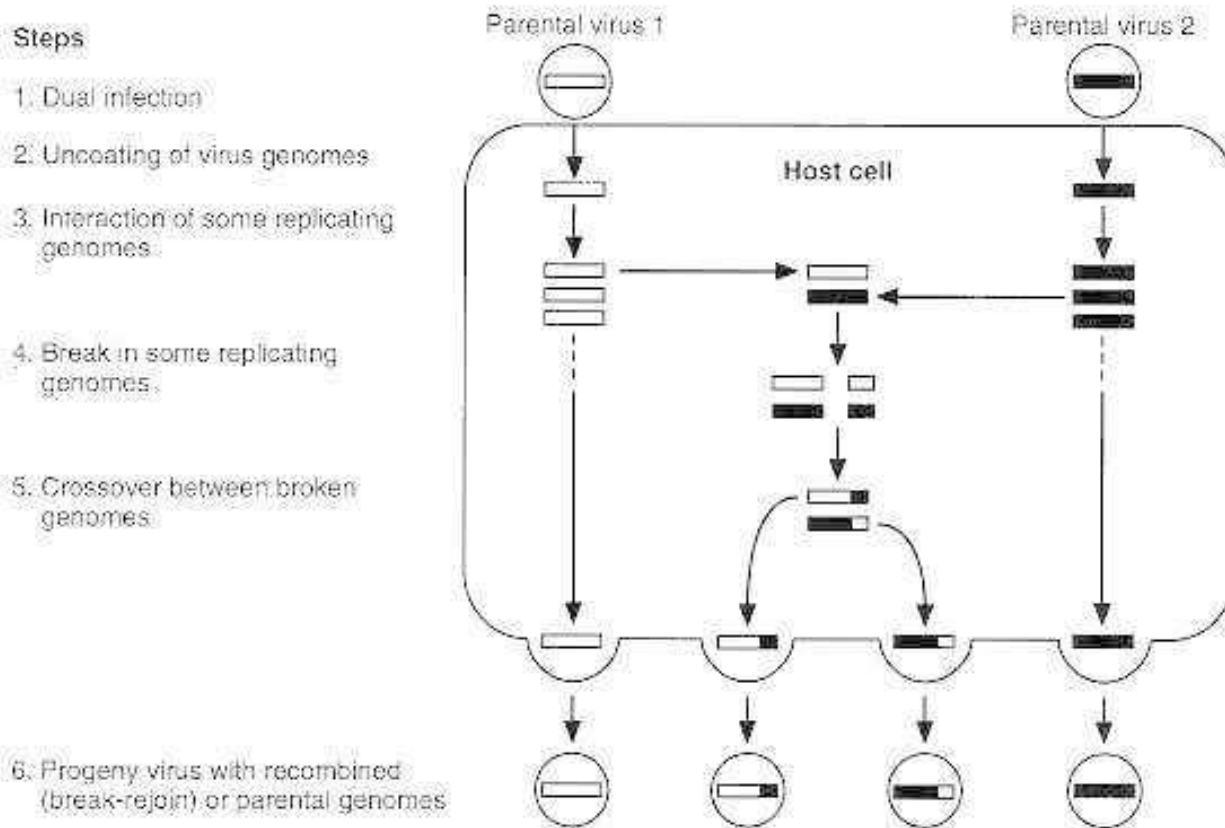 Parental virus 1
Parental virus 2
Steps
1. Dual infection
2. Uncoating of virus genomes
Host cell
3. Interaction of some replicating
genomes
4. Break in some replicating
genomes
5. Crossover between broken
genomes
6. Progeny virus with recombined
(break-rejoin) or parental genomes